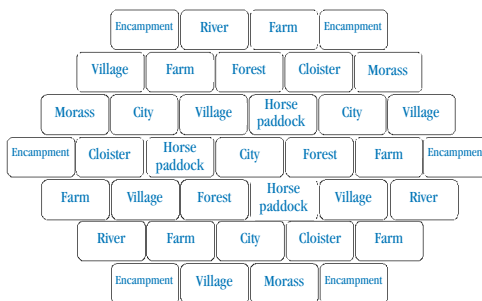 Encampment River Farm Encampment
Village Farm Forest Cloister Morass
Morass City Village Horse paddock City Village
Encampment Cloister Horse paddock City Forest Farm Encampment
Farm Village Forest Horse paddock Village River
River Farm City Cloister Farm
Encampment Village Morass Encampment